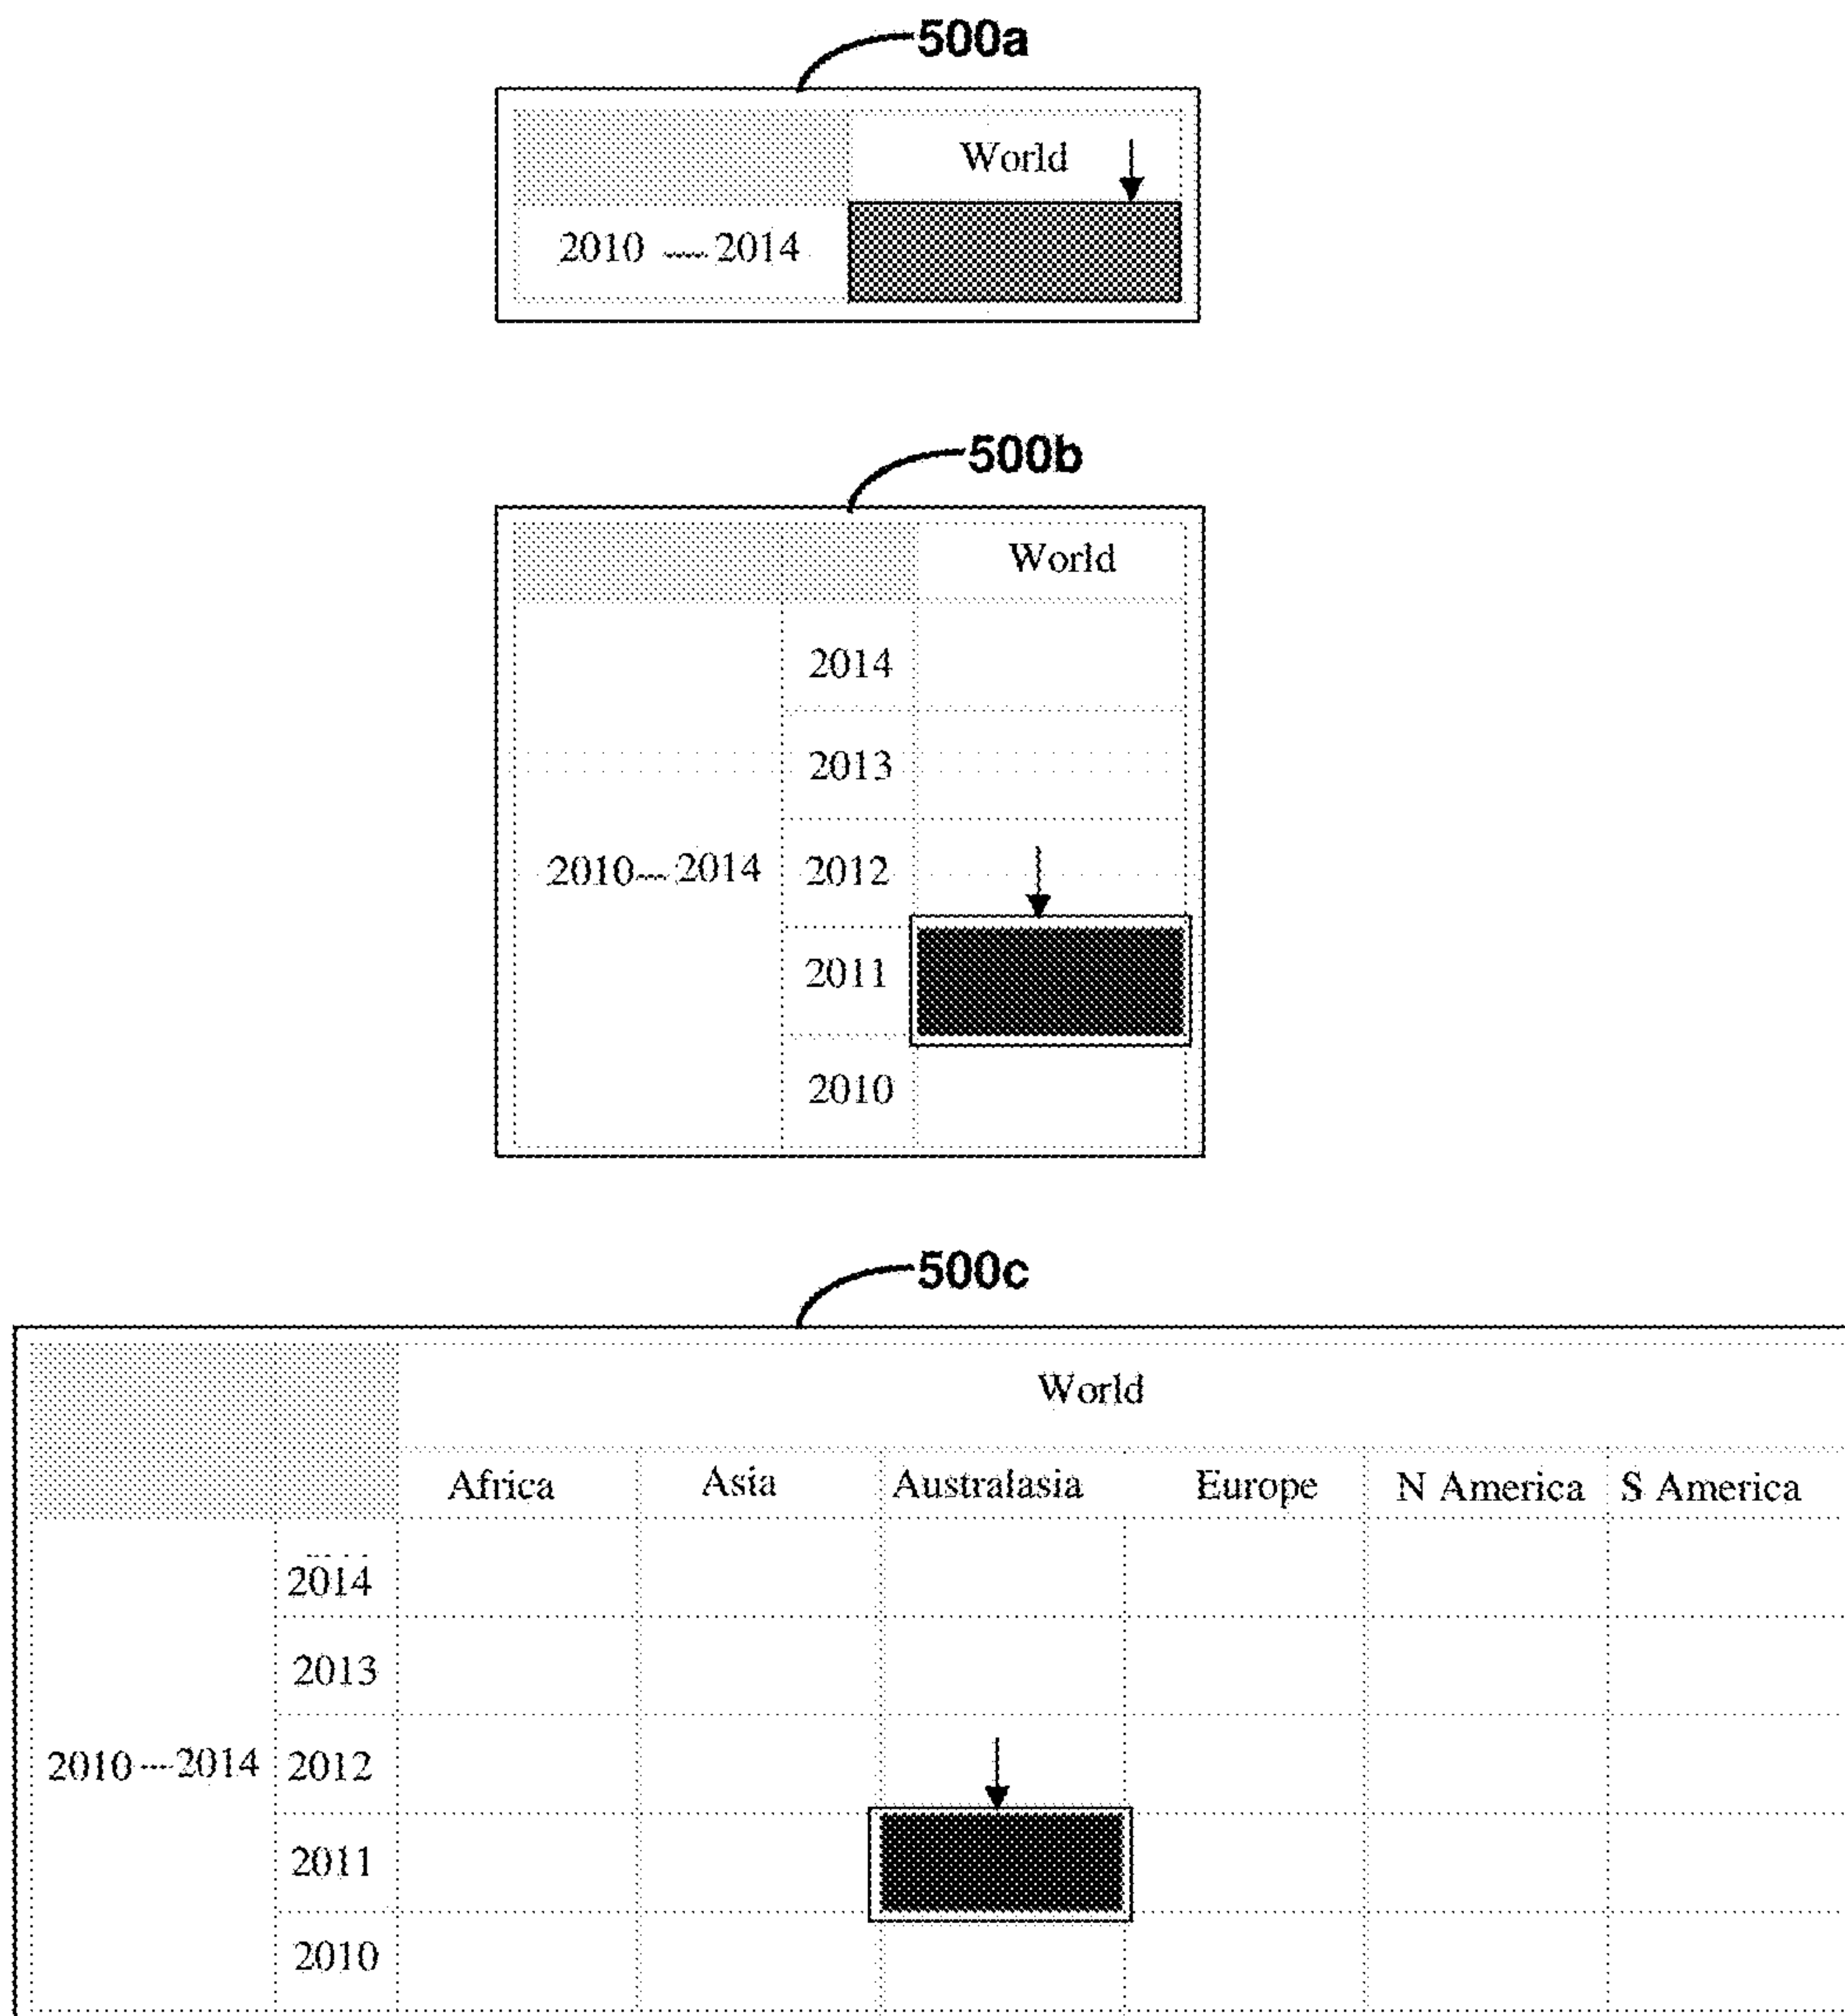 500a
World
2010 ---- 2014
500b
World
2014
2013
2010--- 2014 2012
2011
2010
500c
World
Africa Asia Australasia Europe N America S America
2014
2013
2010 ---2014 2012
2011
2010